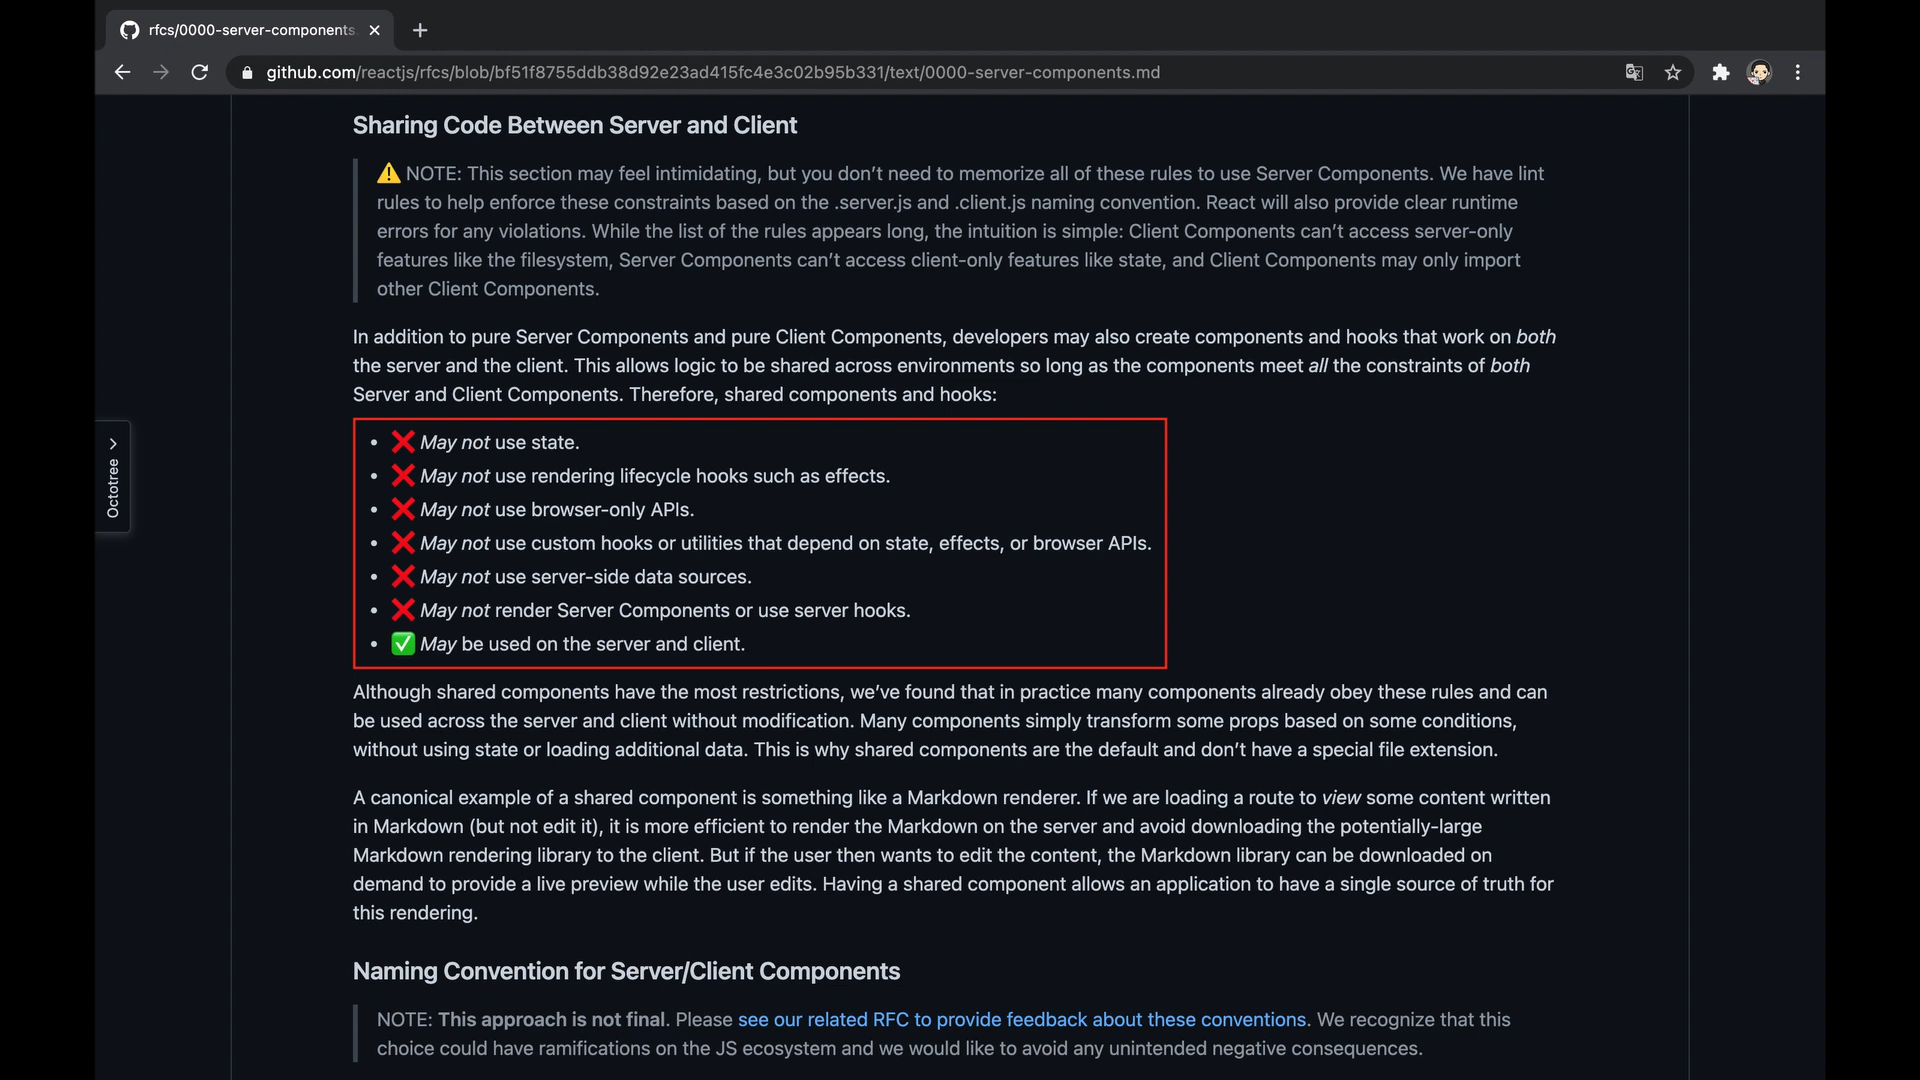 rfcs/0000-server-components
github.com/reactjs/rfcs/blob/bf51f8755ddb38d92e23ad415fc4e3c02b95b331/text/0000-server-components.md
Octotree
Sharing Code Between Server and Client
⚠️ NOTE: This section may feel intimidating, but you don’t need to memorize all of these rules to use Server Components. We have lint
rules to help enforce these constraints based on the .server.js and .client.js naming convention. React will also provide clear runtime
errors for any violations. While the list of the rules appears long, the intuition is simple: Client Components can’t access server-only
features like the filesystem, Server Components can’t access client-only features like state, and Client Components may only import
other Client Components.
In addition to pure Server Components and pure Client Components, developers may also create components and hooks that work on both
the server and the client. This allows logic to be shared across environments so long as the components meet all the constraints of both
Server and Client Components. Therefore, shared components and hooks:
• ❌ May not use state.
• ❌ May not use rendering lifecycle hooks such as effects.
• ❌ May not use browser-only APIs.
• ❌ May not use custom hooks or utilities that depend on state, effects, or browser APIs.
• ❌ May not use server-side data sources.
• ❌ May not render Server Components or use server hooks.
• ✅ May be used on the server and client.
Although shared components have the most restrictions, we’ve found that in practice many components already obey these rules and can
be used across the server and client without modification. Many components simply transform some props based on some conditions,
without using state or loading additional data. This is why shared components are the default and don’t have a special file extension.
A canonical example of a shared component is something like a Markdown renderer. If we are loading a route to view some content written
in Markdown (but not edit it), it is more efficient to render the Markdown on the server and avoid downloading the potentially-large
Markdown rendering library to the client. But if the user then wants to edit the content, the Markdown library can be downloaded on
demand to provide a live preview while the user edits. Having a shared component allows an application to have a single source of truth for
this rendering.
Naming Convention for Server/Client Components
NOTE: This approach is not final. Please see our related RFC to provide feedback about these conventions. We recognize that this
choice could have ramifications on the JS ecosystem and we would like to avoid any unintended negative consequences.